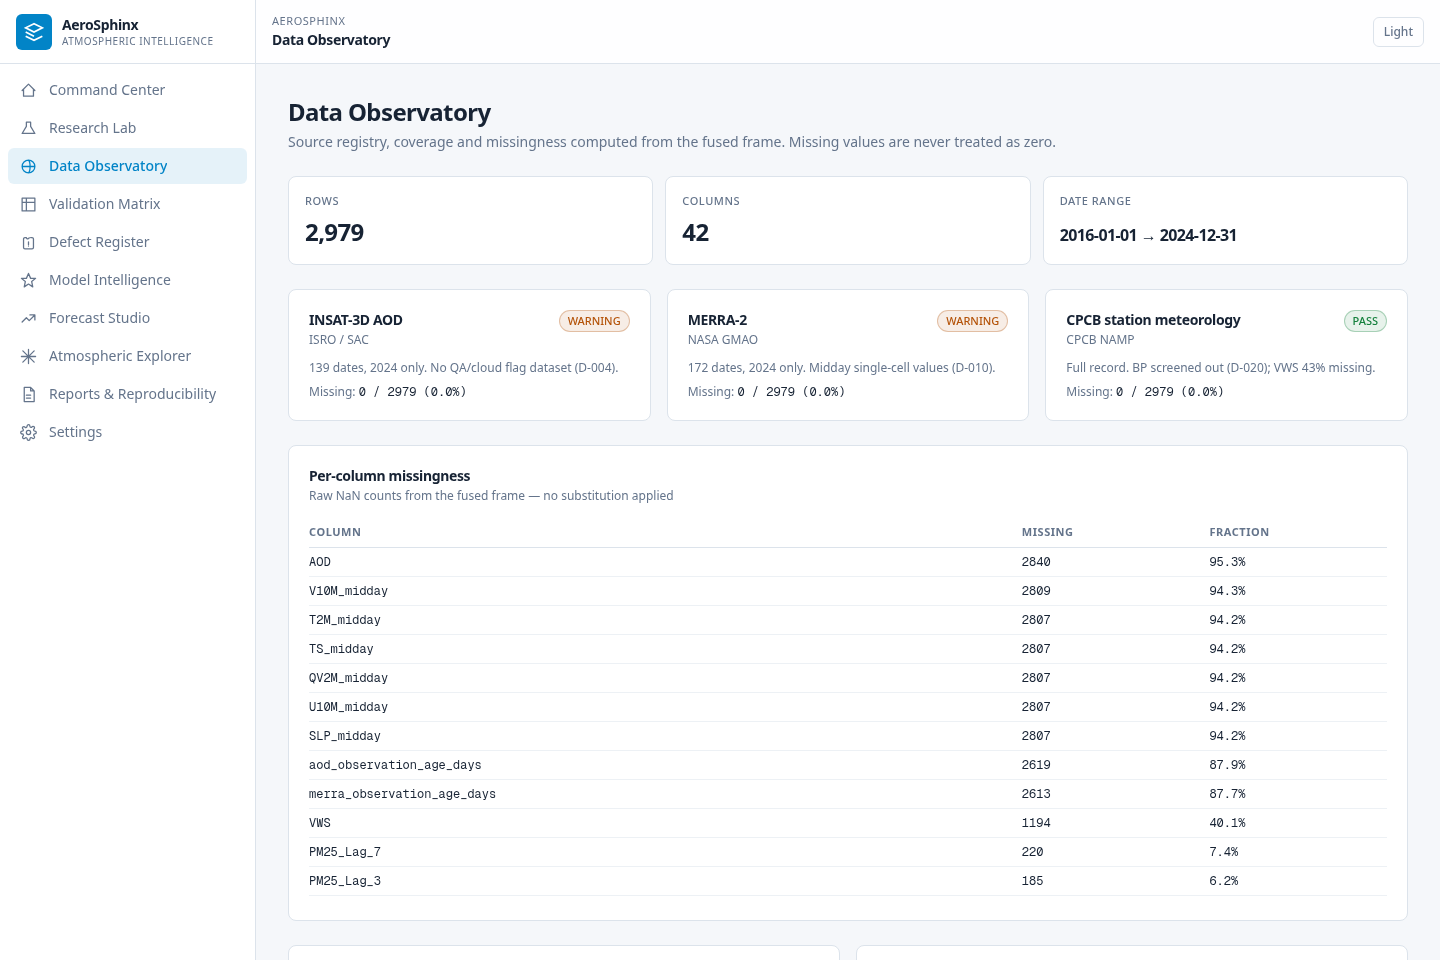 AeroSphinx
ATMOSPHERIC INTELLIGENCE
Command Center
Research Lab
Data Observatory
Validation Matrix
Defect Register
Model Intelligence
Forecast Studio
Atmospheric Explorer
Reports & Reproducibility
Settings
AEROSPHINX
Data Observatory
Light
Data Observatory
Source registry, coverage and missingness computed from the fused frame. Missing values are never treated as zero.
ROWS
2,979
COLUMNS
42
DATE RANGE
2016-01-01 → 2024-12-31
INSAT-3D AOD
WARNING
ISRO / SAC
139 dates, 2024 only. No QA/cloud flag dataset (D-004).
Missing: 0 / 2979 (0.0%)
MERRA-2
WARNING
NASA GMAO
172 dates, 2024 only. Midday single-cell values (D-010).
Missing: 0 / 2979 (0.0%)
CPCB station meteorology
PASS
CPCB NAMP
Full record. BP screened out (D-020); VWS 43% missing.
Missing: 0 / 2979 (0.0%)
Per-column missingness
Raw NaN counts from the fused frame — no substitution applied
COLUMN MISSING FRACTION
AOD 2840 95.3%
V10M_midday 2809 94.3%
T2M_midday 2807 94.2%
TS_midday 2807 94.2%
QV2M_midday 2807 94.2%
U10M_midday 2807 94.2%
SLP_midday 2807 94.2%
aod_observation_age_days 2619 87.9%
merra_observation_age_days 2613 87.7%
VWS 1194 40.1%
PM25_Lag_7 220 7.4%
PM25_Lag_3 185 6.2%